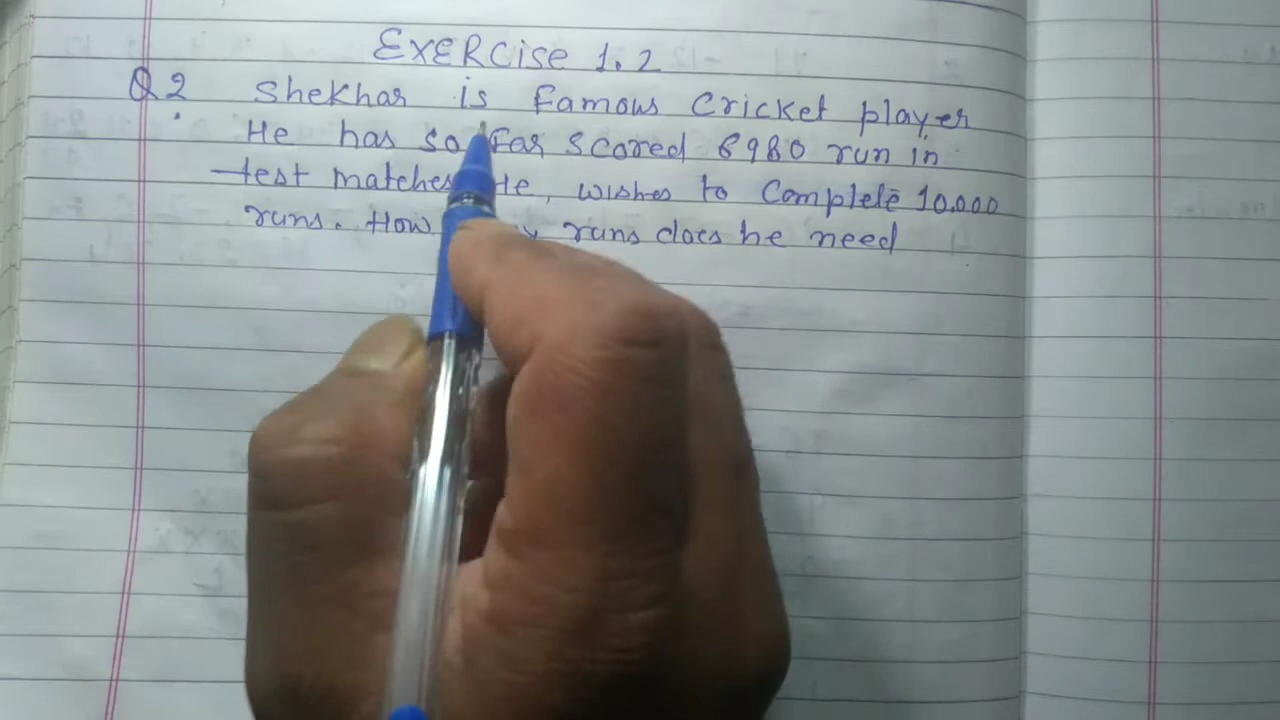 EXERCise 1.2
Q 2. Shekhar is famous Cricket player
He has so far scored 6980 run in
test matches He, wishes to Complete 10,000
runs. How runs does he need